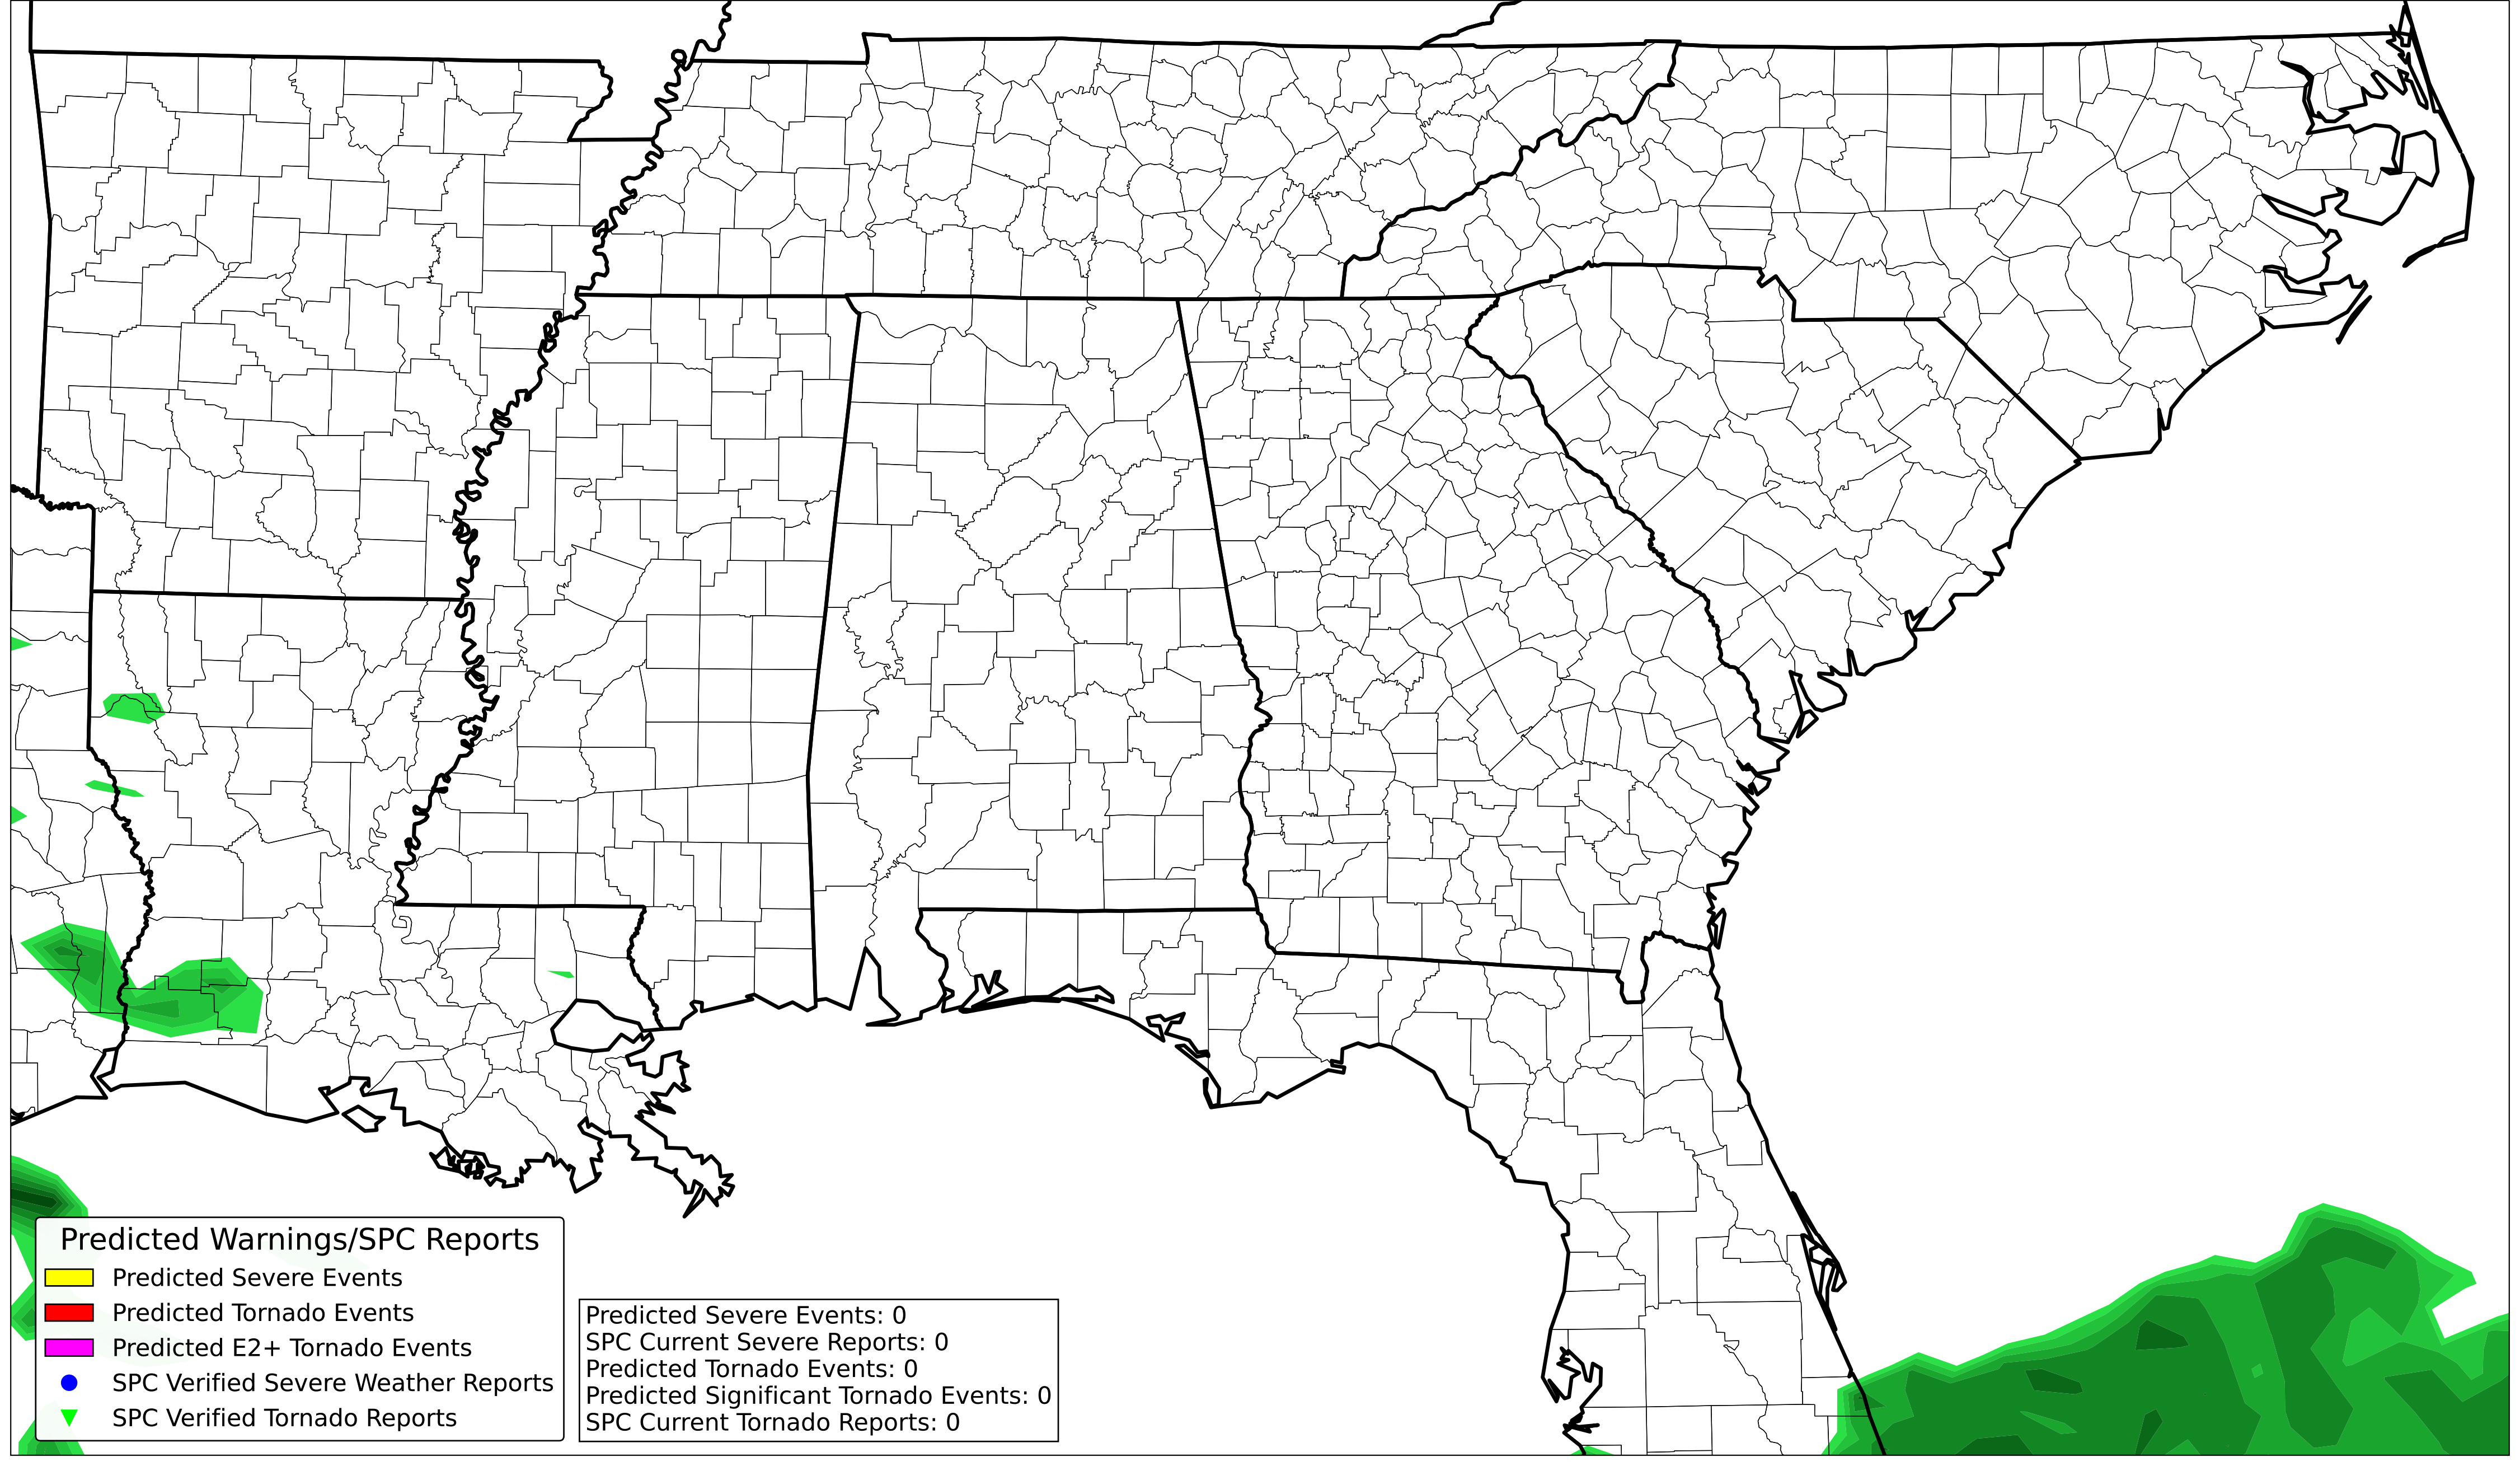 Predicted Warnings/SPC Reports
Predicted Severe Events
Predicted Tornado Events
Predicted E2+ Tornado Events
SPC Verified Severe Weather Reports
SPC Verified Tornado Reports
Predicted Severe Events: 0
SPC Current Severe Reports: 0
Predicted Tornado Events: 0
Predicted Significant Tornado Events: 0
SPC Current Tornado Reports: 0